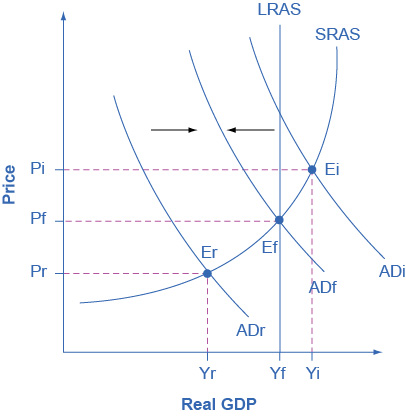 LRAS
SRAS
Pi
Ei
Pf
Ef
Pr
Er
ADi
ADf
ADr
Yr
Yf
Yi
Price
Real GDP